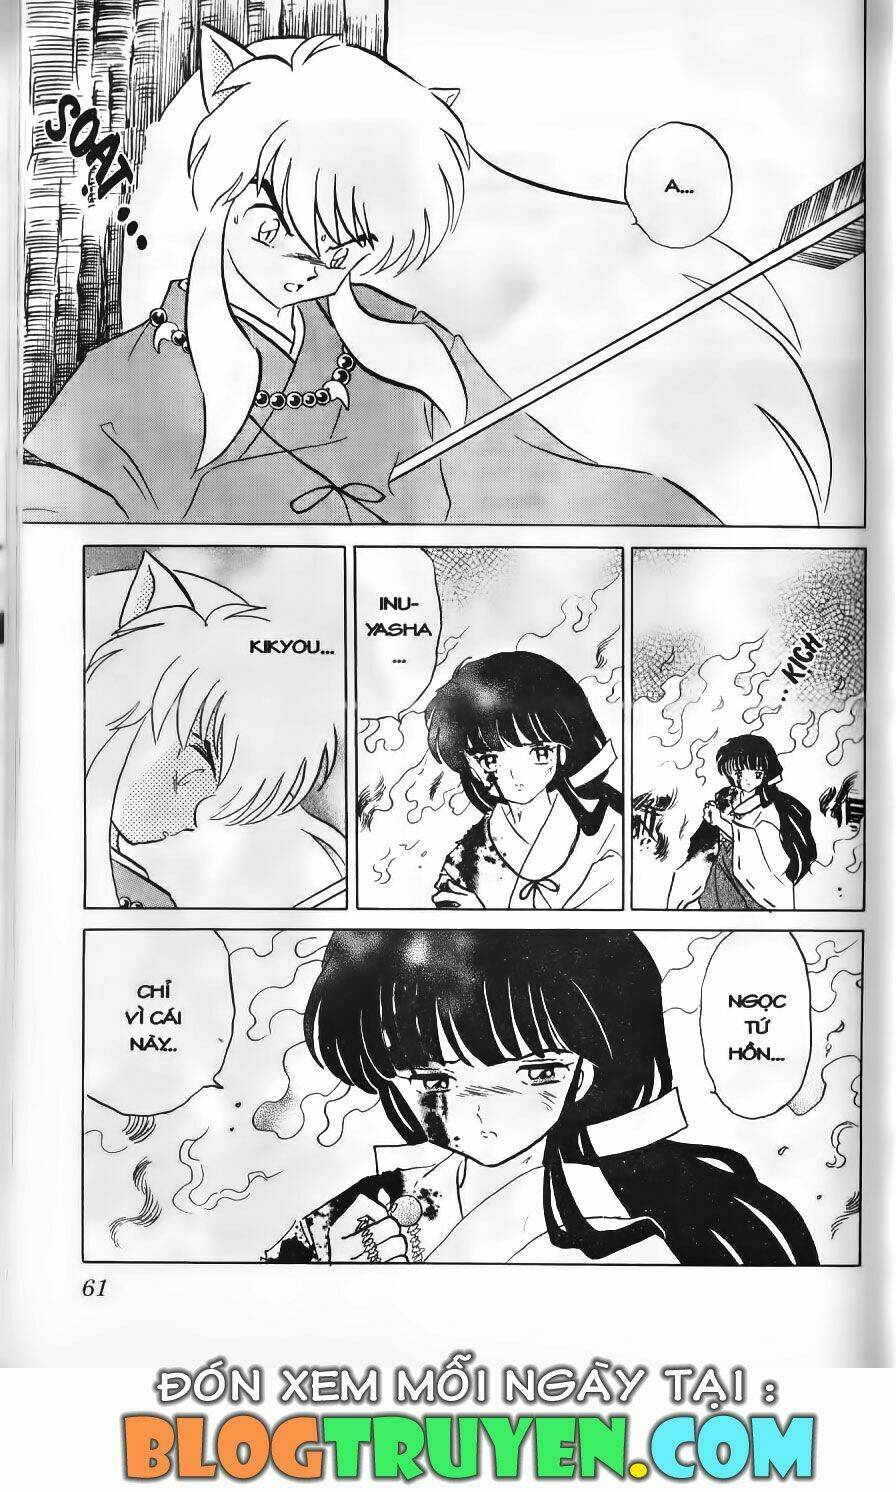 SOẠT...
A...
KIKYOU...
INU-
YASHA
...
...KICH
CHỈ
VÌ CÁI
NÀY...
NGỌC
TỨ
HỒN...
61
ĐÓN XEM MỖI NGÀY TẠI :
BLOGTRUYEN.COM